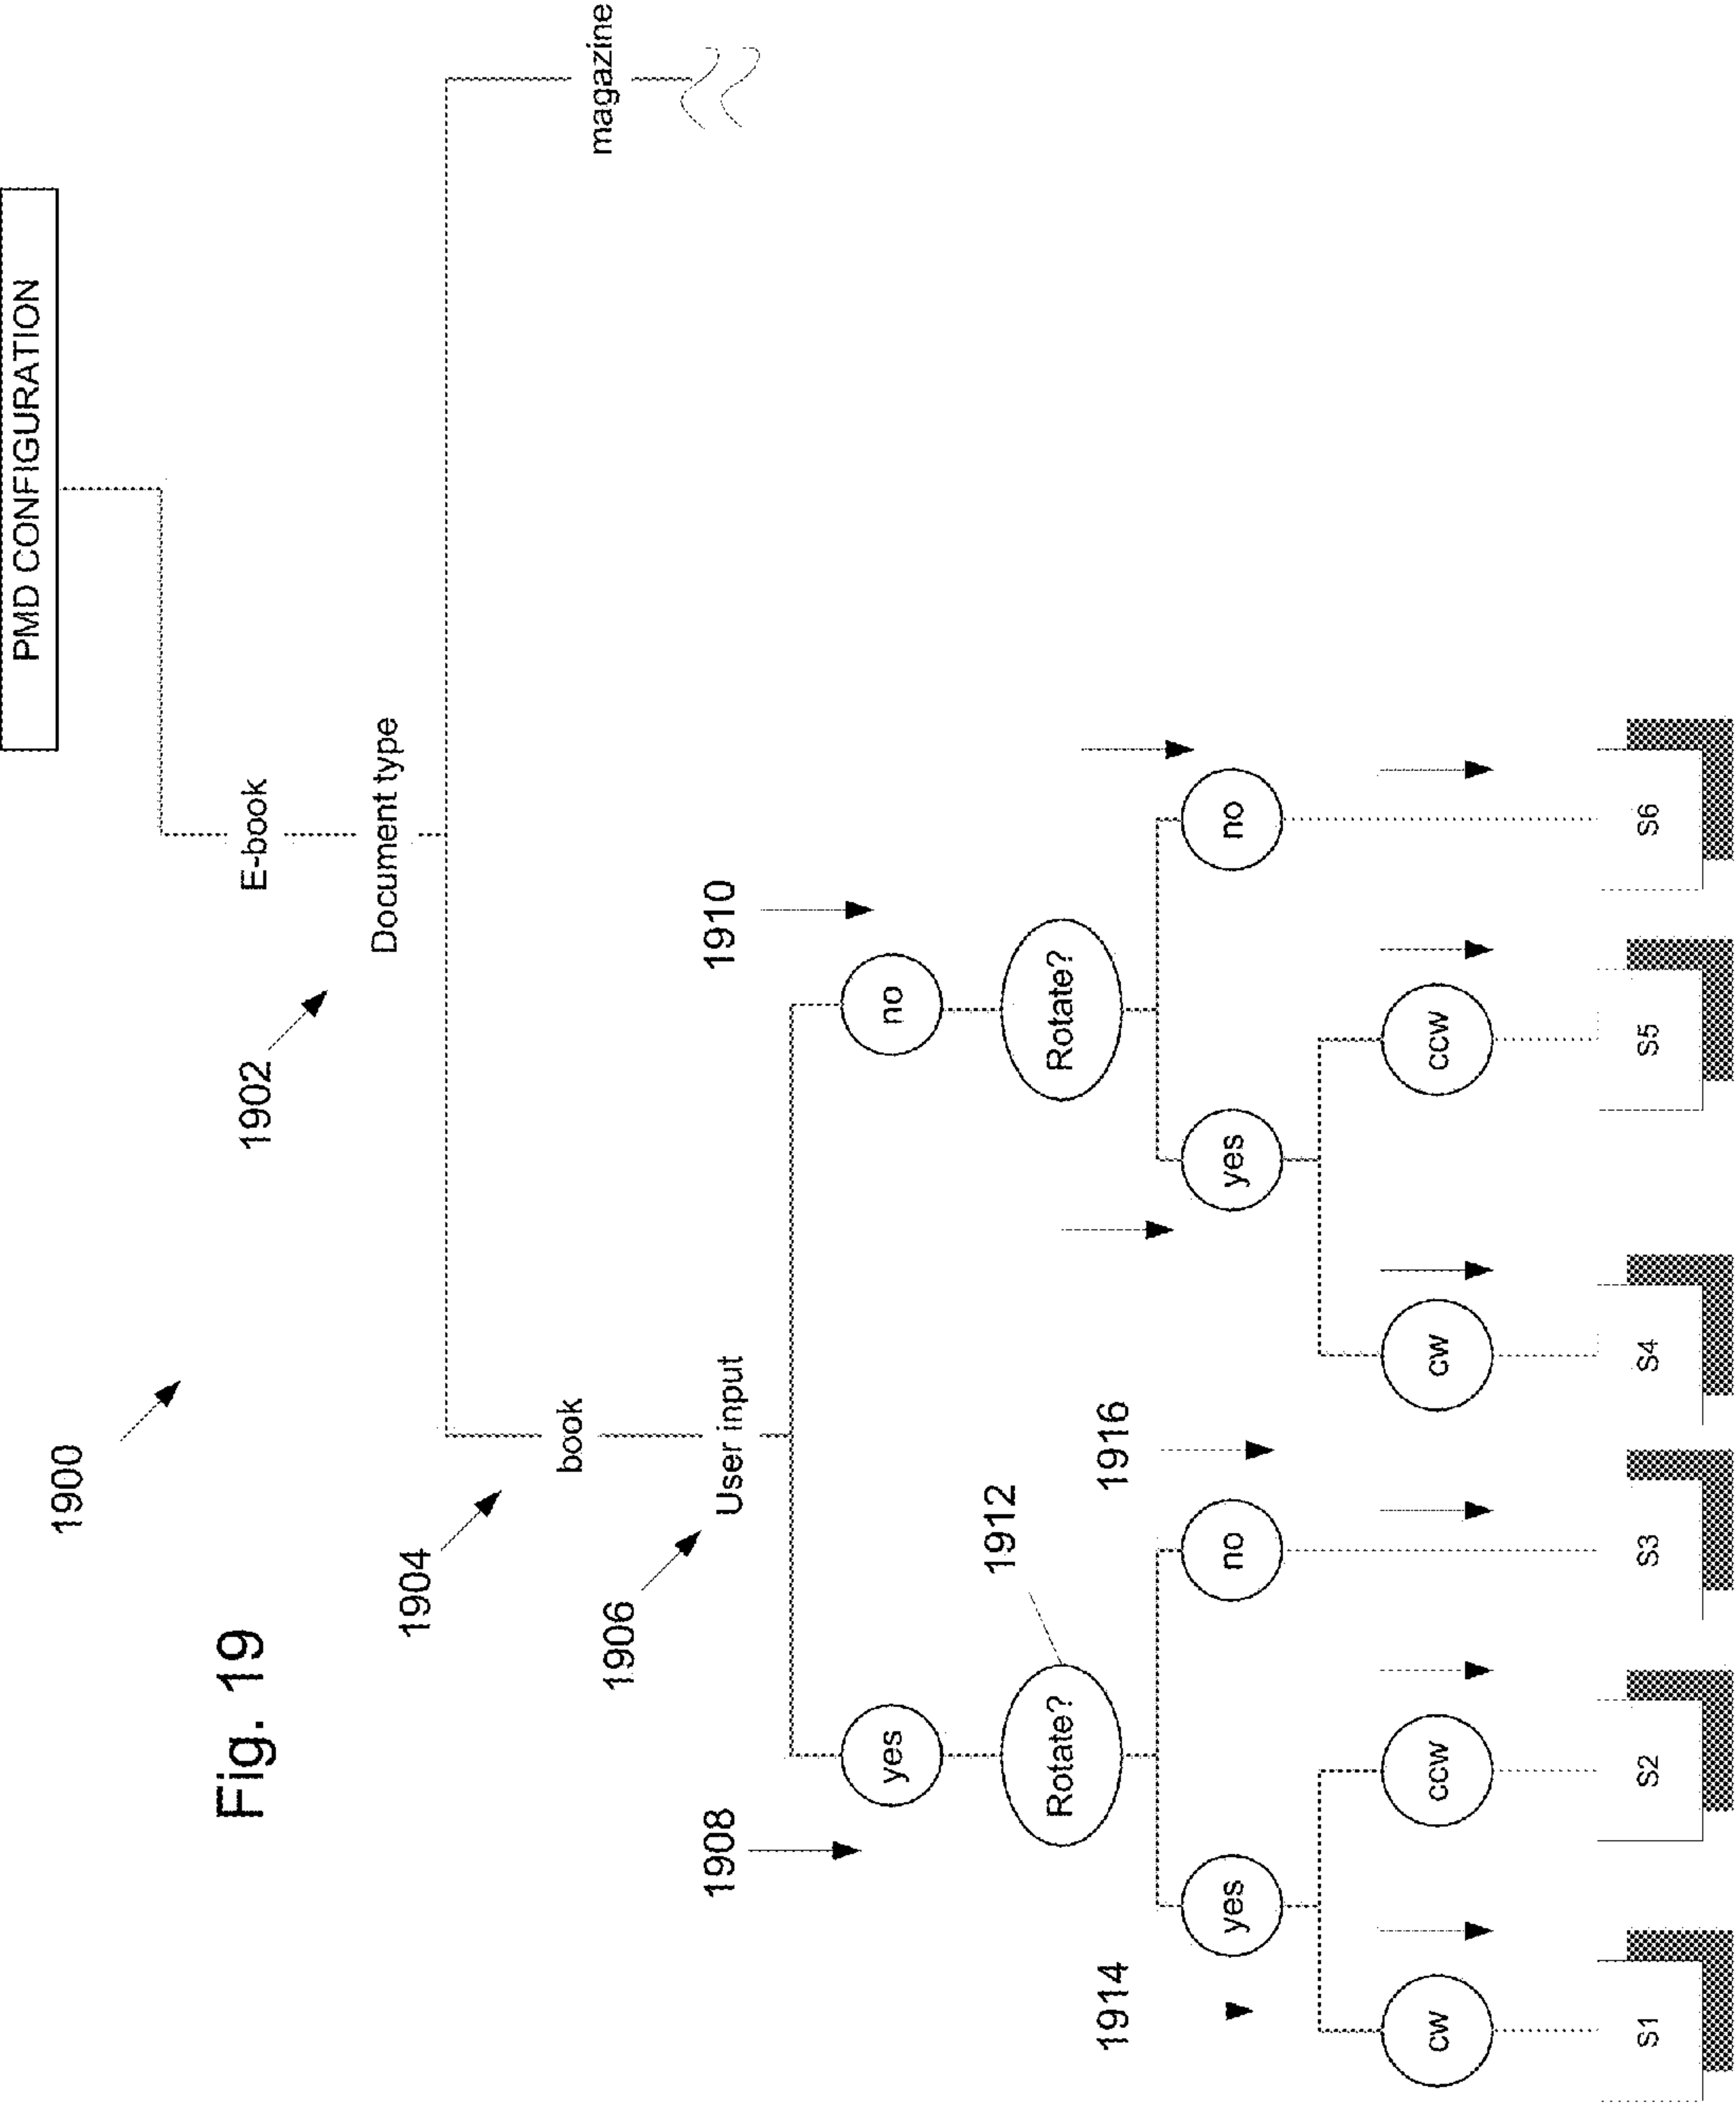 Fig. 19
1900
PMD CONFIGURATION
1902
E-book
Document type
1904
book
magazine
1906
User input
1908
yes
1910
no
Rotate?
1912
Rotate?
1914
yes
1916
no
yes
no
cw
ccw
cw
ccw
S1
S2
S3
S4
S5
S6